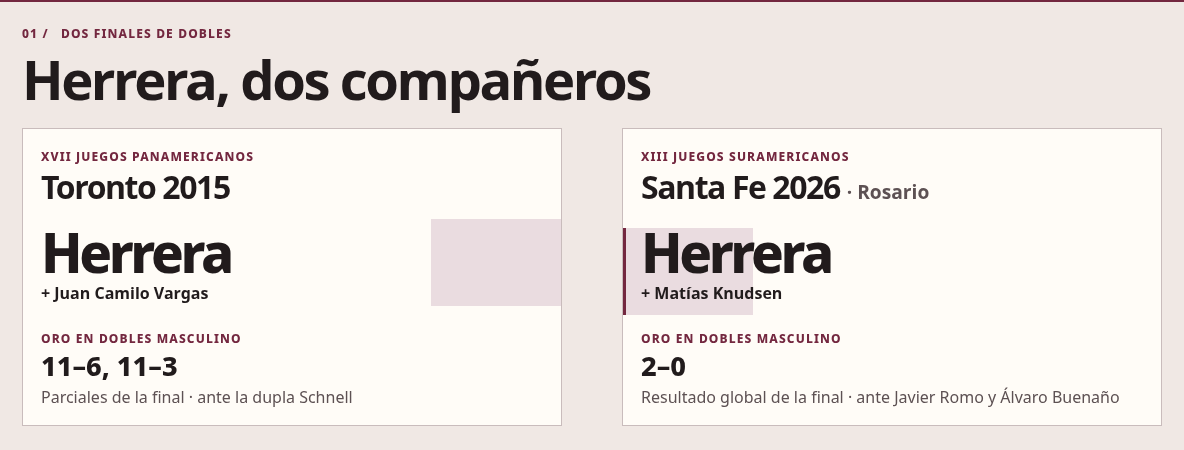 01 / DOS FINALES DE DOBLES
Herrera, dos compañeros
XVII JUEGOS PANAMERICANOS
Toronto 2015
Herrera
+ Juan Camilo Vargas
ORO EN DOBLES MASCULINO
11–6, 11–3
Parciales de la final · ante la dupla Schnell
XIII JUEGOS SURAMERICANOS
Santa Fe 2026 · Rosario
Herrera
+ Matías Knudsen
ORO EN DOBLES MASCULINO
2–0
Resultado global de la final · ante Javier Romo y Álvaro Buenaño